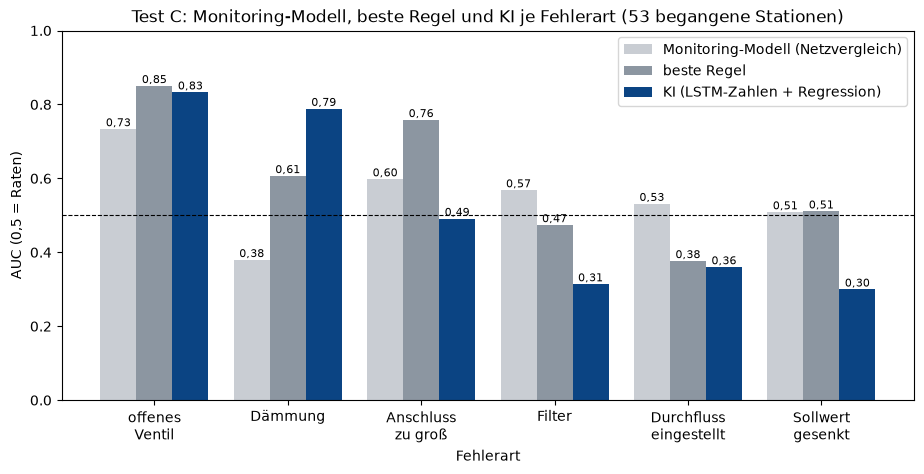 Test C: Monitoring-Modell, beste Regel und KI je Fehlerart (53 begangene Stationen)
Monitoring-Modell (Netzvergleich)
beste Regel
KI (LSTM-Zahlen + Regression)
AUC (0,5 = Raten)
1.0
0.8
0.6
0.4
0.2
0.0
0,73
0,85
0,83
0,38
0,61
0,79
0,60
0,76
0,49
0,57
0,47
0,31
0,53
0,38
0,36
0,51
0,51
0,30
offenes
Ventil
Dämmung
Anschluss
zu groß
Filter
Durchfluss
eingestellt
Sollwert
gesenkt
Fehlerart